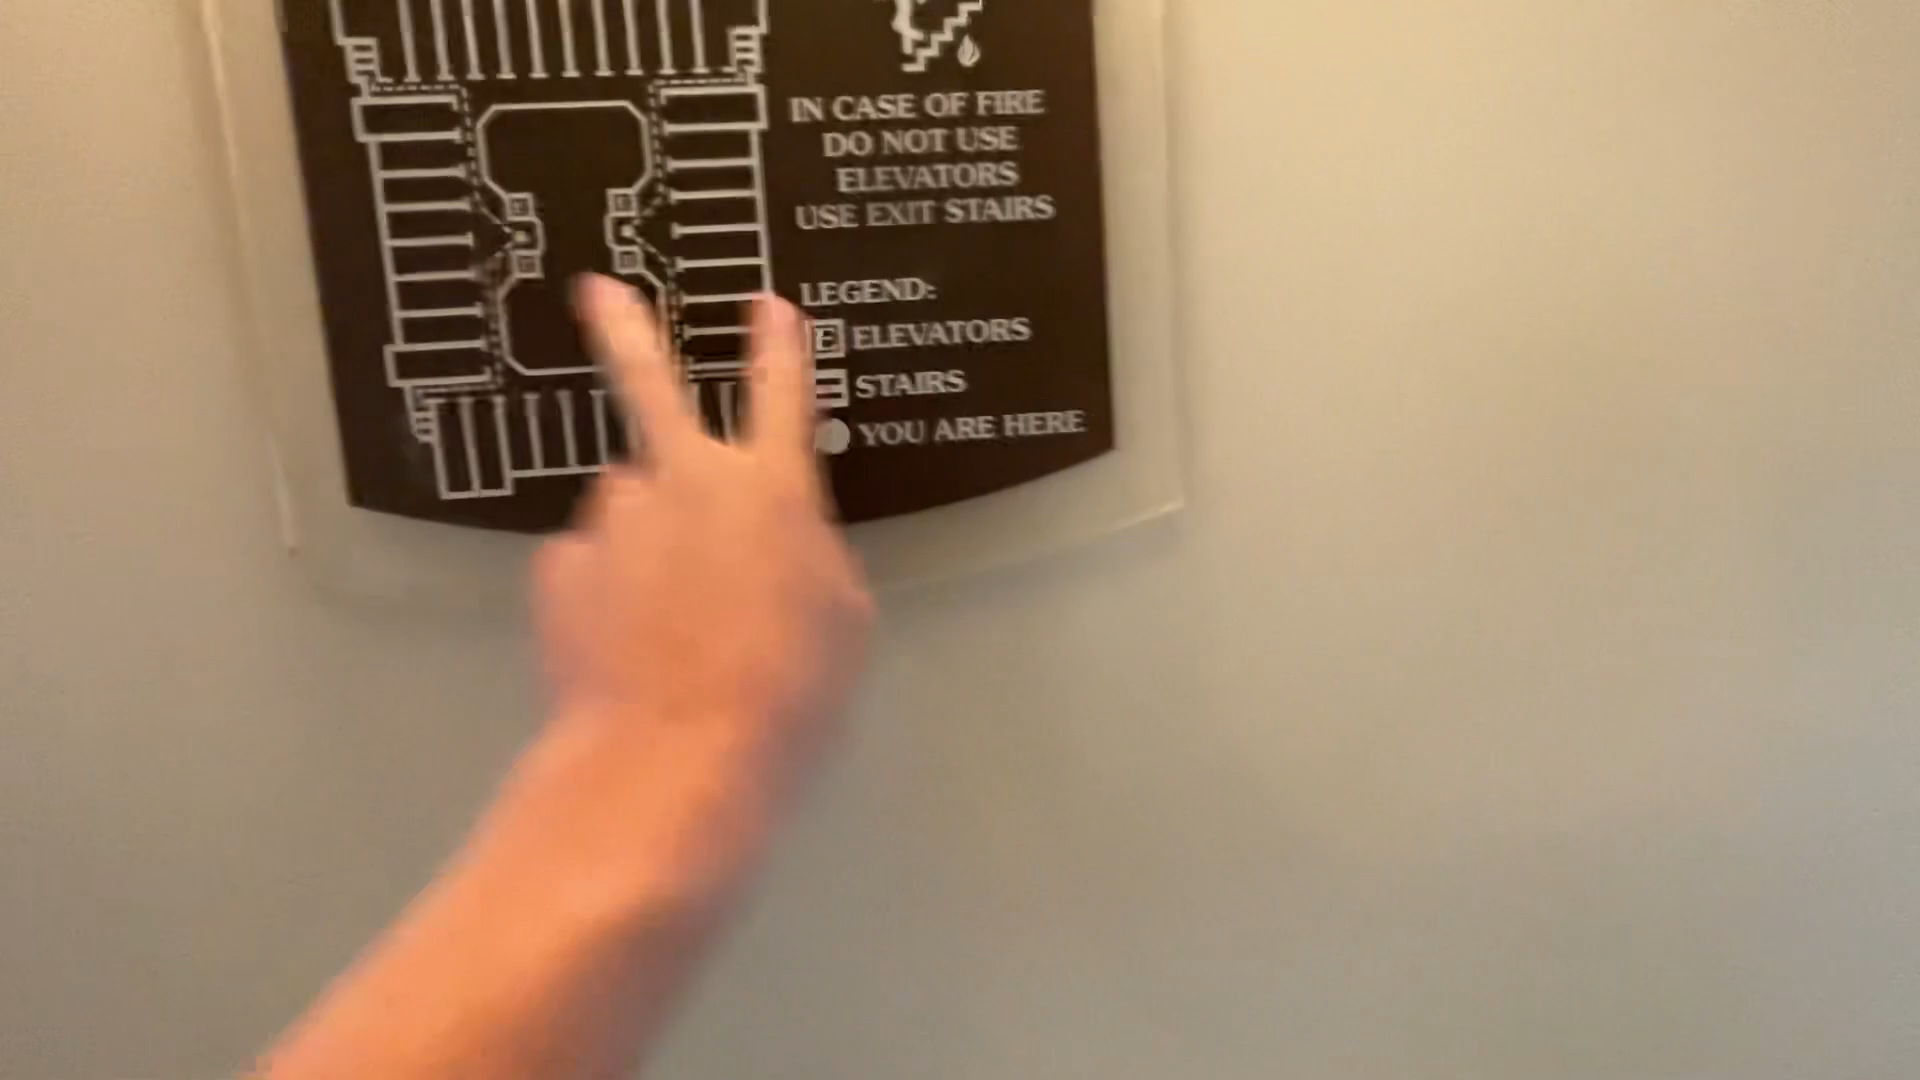 IN CASE OF FIRE
DO NOT USE
ELEVATORS
USE EXIT STAIRS
LEGEND:
E ELEVATORS
STAIRS
YOU ARE HERE